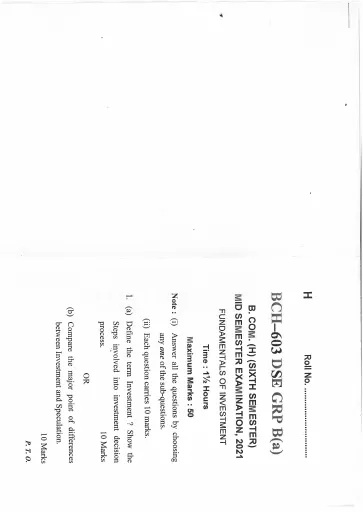 H
Roll No. ..............................
BCH–603 DSE GRP B(a)
B. COM. (H) (SIXTH SEMESTER)
MID SEMESTER EXAMINATION, 2021
FUNDAMENTALS OF INVESTMENT
Time : 1½ Hours
Maximum Marks : 50
Note : (i) Answer all the questions by choosing
any one of the sub-questions.
(ii) Each question carries 10 marks.
1. (a) Define the term Investment ? Show the
Steps involved into investment decision
process. 10 Marks
OR
(b) Compare the major point of differences
between Investment and Speculation.
10 Marks
P. T. O.